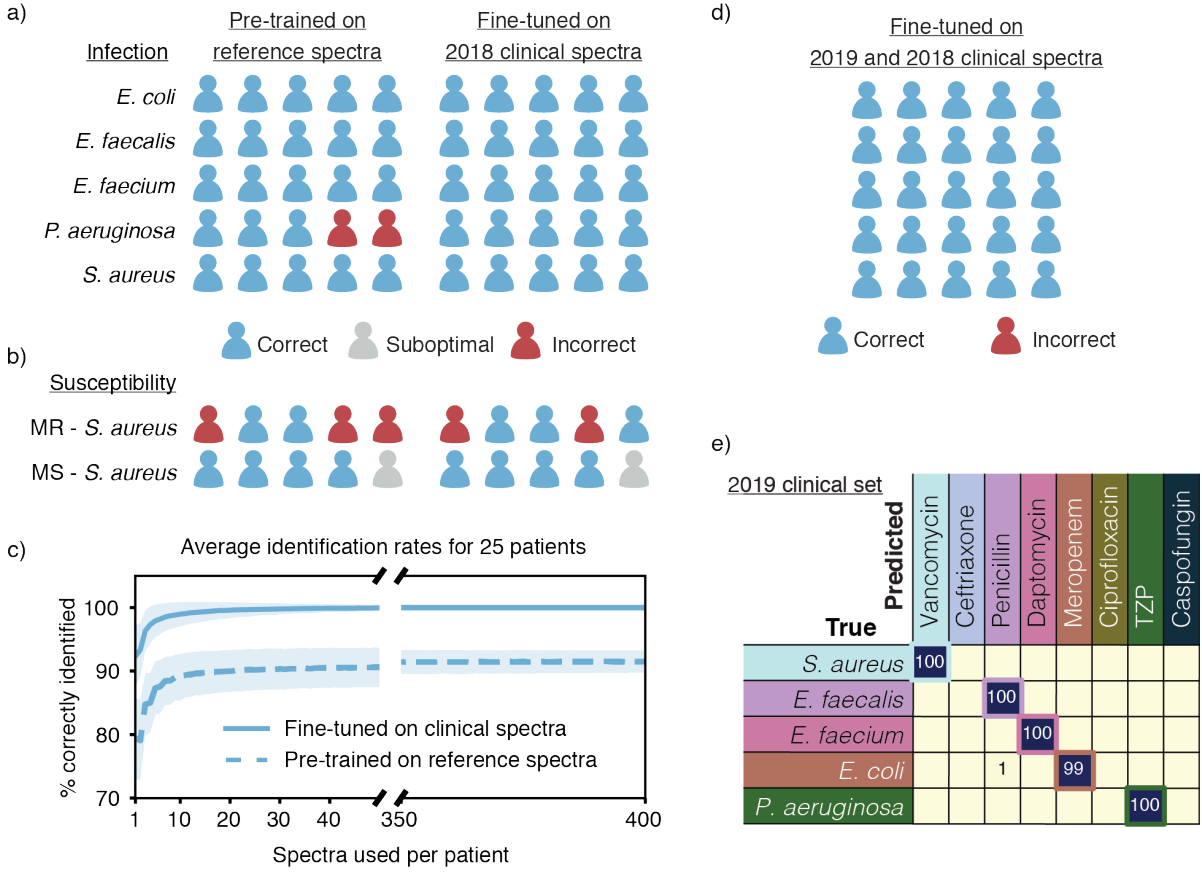 a)
Pre-trained on
reference spectra
Fine-tuned on
2018 clinical spectra
Infection
E. coli
E. faecalis
E. faecium
P. aeruginosa
S. aureus
Correct
Suboptimal
Incorrect
b)
Susceptibility
MR - S. aureus
MS - S. aureus
c)
Average identification rates for 25 patients
% correctly identified
100
90
80
70
Fine-tuned on clinical spectra
Pre-trained on reference spectra
1 10 20 30 40 50 350 400
Spectra used per patient
d)
Fine-tuned on
2019 and 2018 clinical spectra
Correct
Incorrect
e)
2019 clinical set
Predicted
Vancomycin
Ceftriaxone
Penicillin
Daptomycin
Meropenem
Ciprofloxacin
TZP
Caspofungin
True
S. aureus 100
E. faecalis 100
E. faecium 100
E. coli 1 99
P. aeruginosa 100